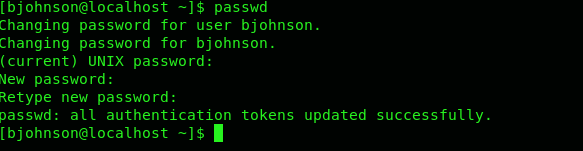 [bjohnson@localhost ~]$ passwd
Changing password for user bjohnson.
Changing password for bjohnson.
(current) UNIX password:
New password:
Retype new password:
passwd: all authentication tokens updated successfully.
[bjohnson@localhost ~]$